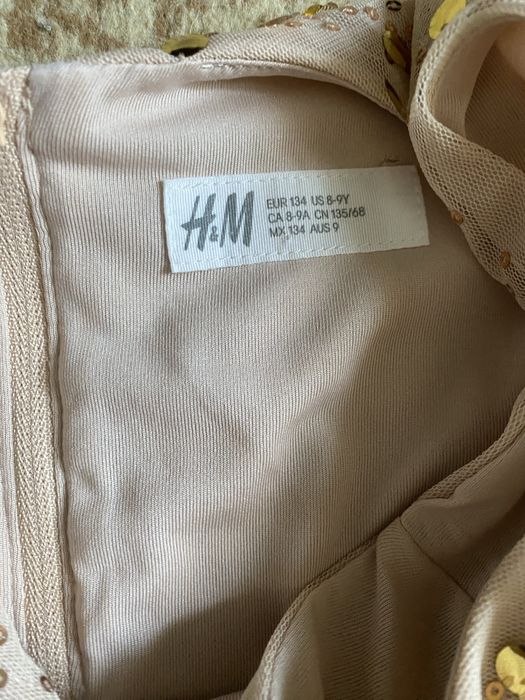 H&M
EUR 134 US 8-9Y
CA 8-9A CN 135/68
MX 134 AUS 9